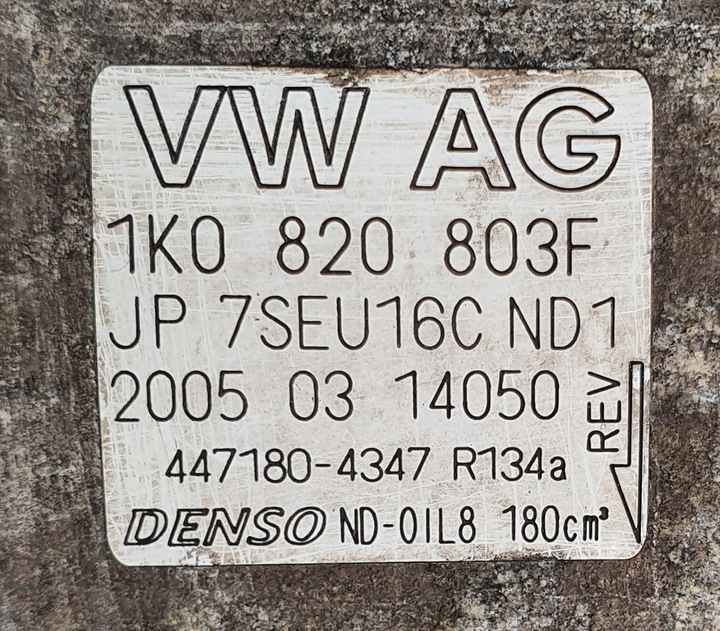 VW AG
1K0 820 803F
JP 7SEU16C ND1
2005 03 14050
REV
447180-4347 R134a
DENSO ND-OIL8 180cm³